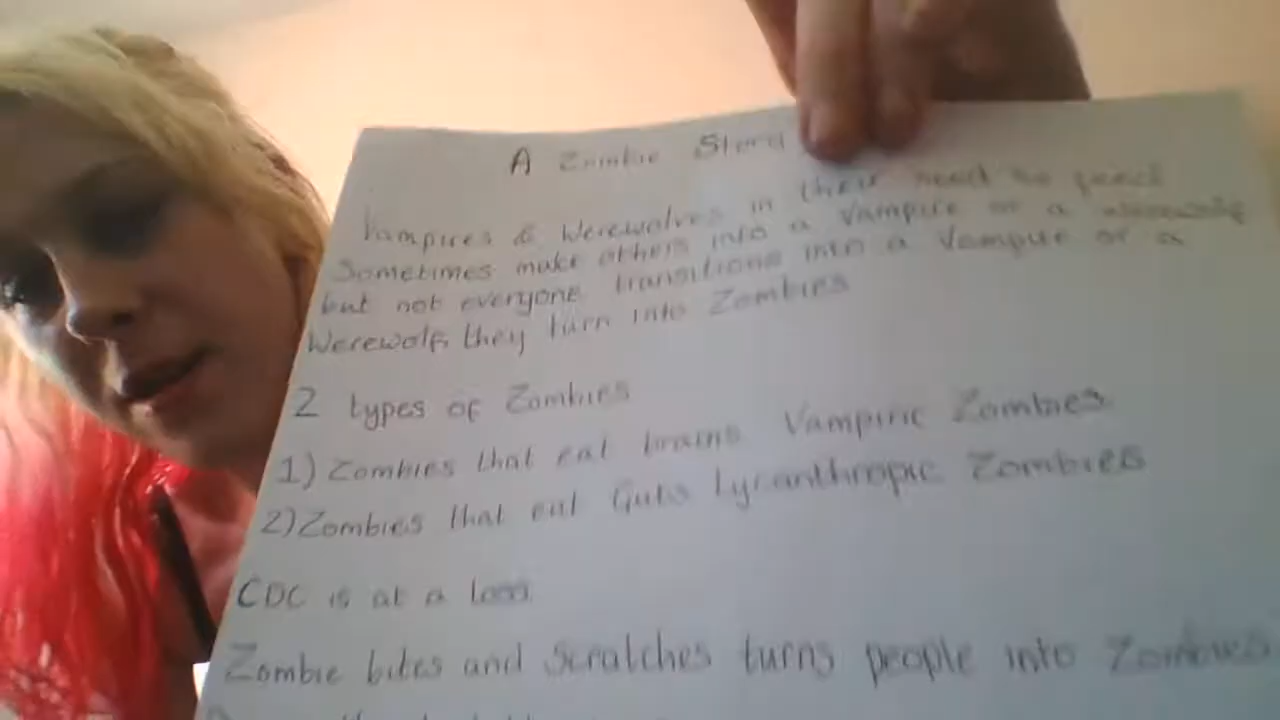 A Zombie Story
Vampires & Werewolves in their need to
Sometimes make others into a Vampire or a werewolf
but not everyone transitions into a Vampire or a
Werewolf, they turn into Zombies
2 types of Zombies
1) Zombies that eat brains Vampiric Zombies
2) Zombies that eat Guts Lycanthropic Zombies
CDC is at a loss
Zombie bites and Scratches turns people into Zombies